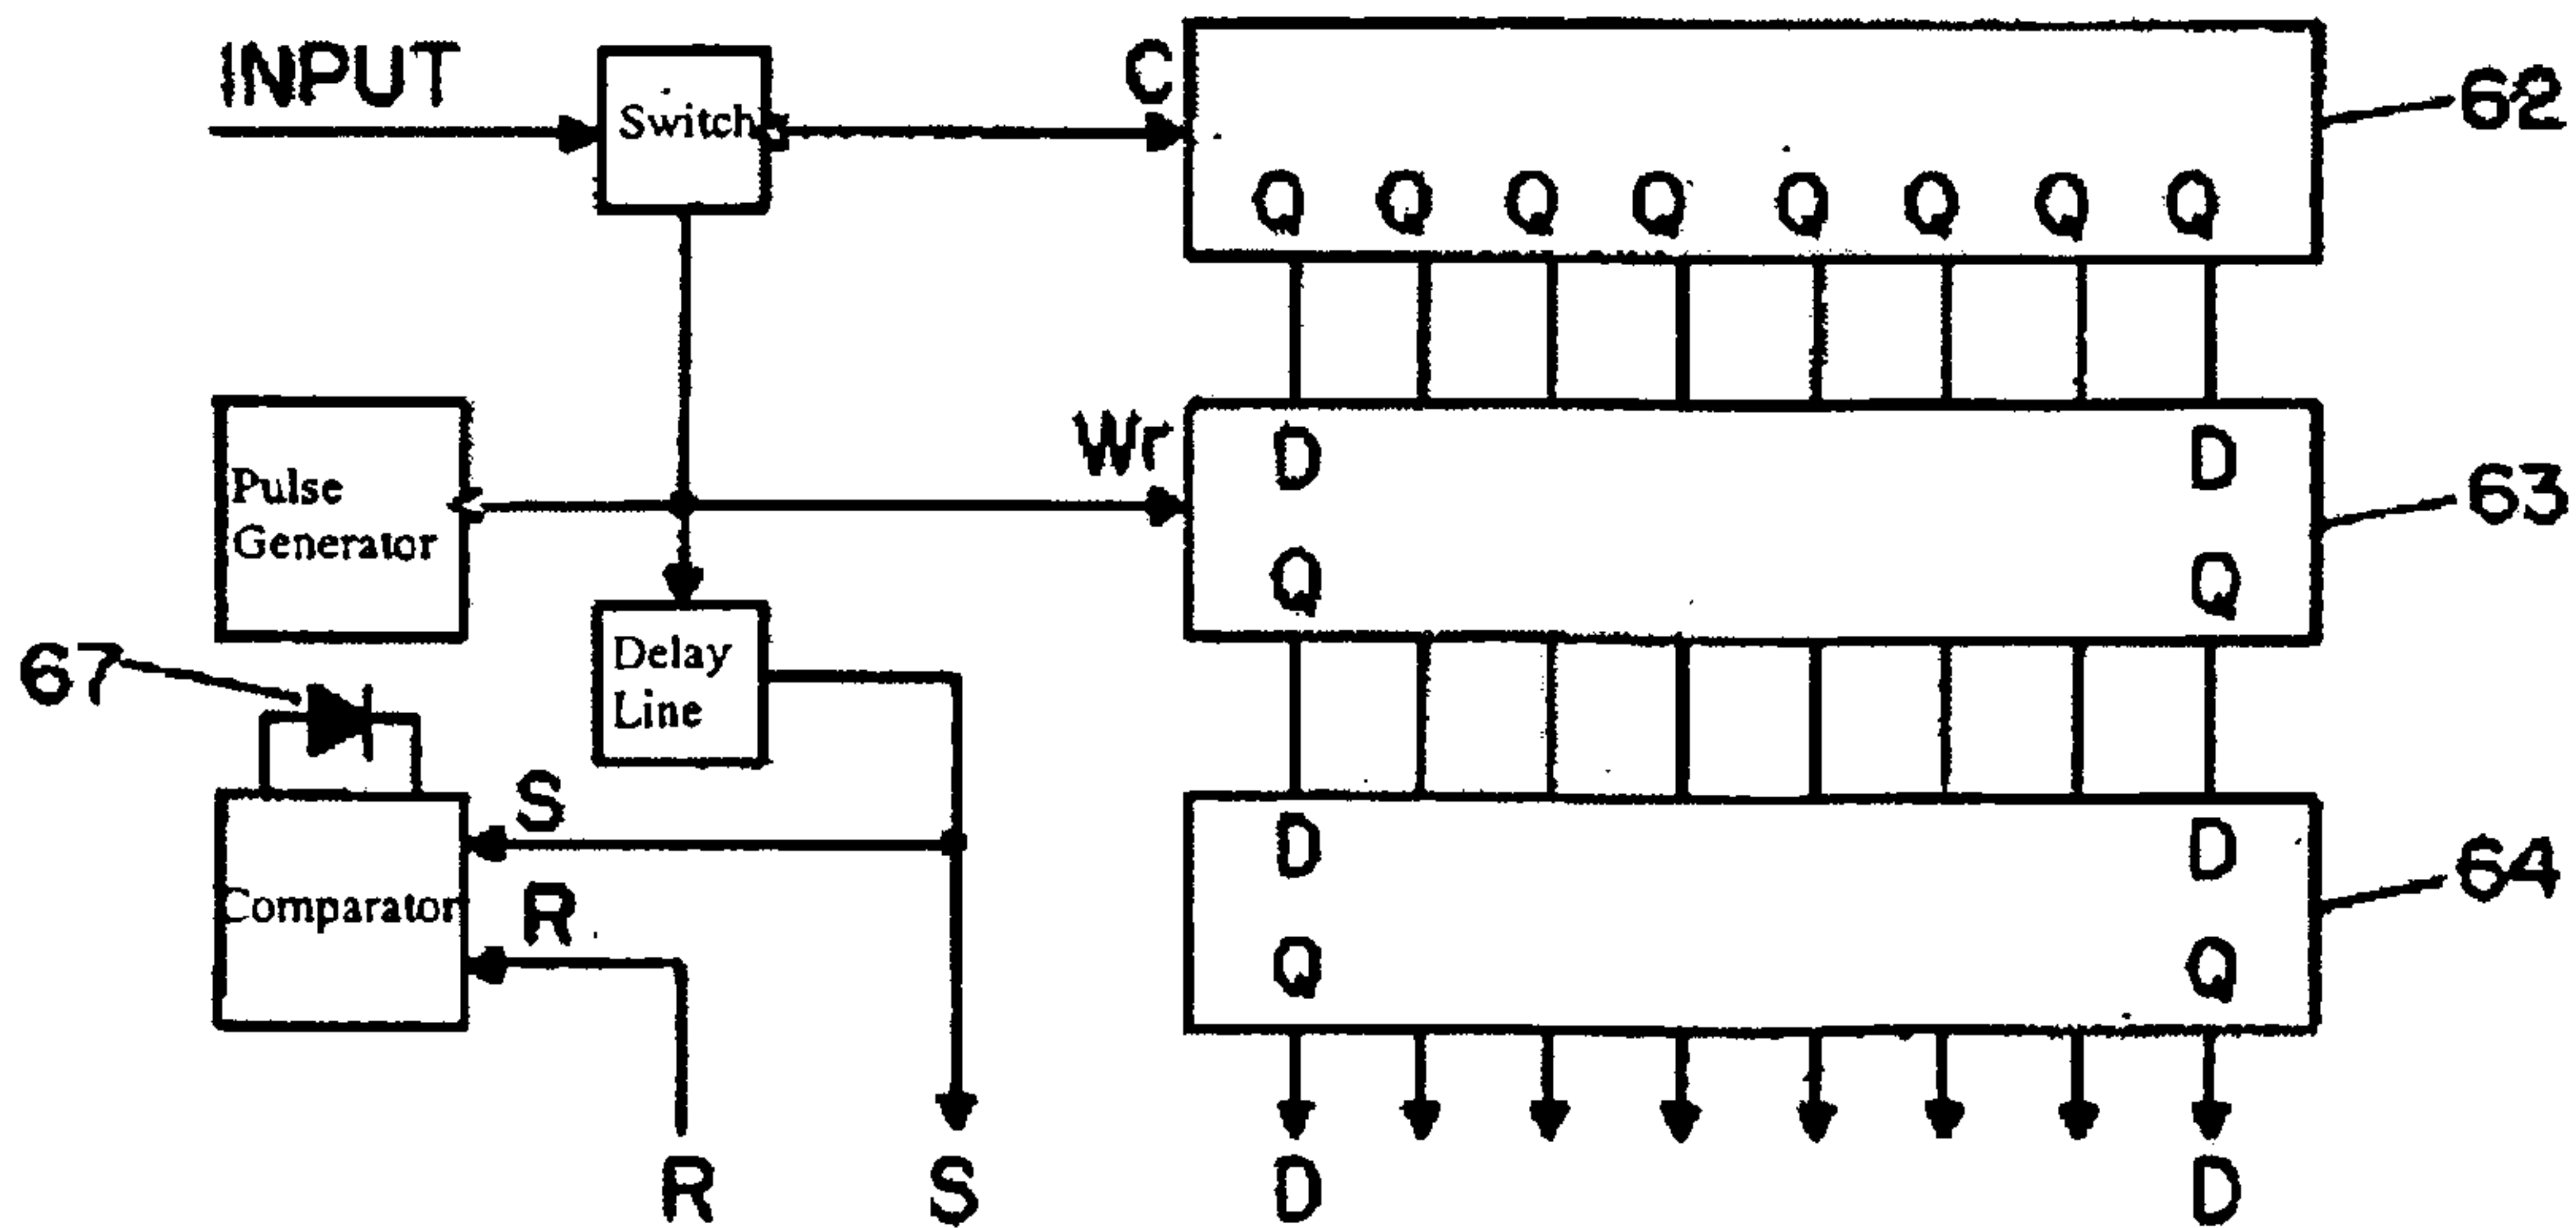 INPUT
Switch
C
62
Q Q Q Q Q Q Q Q
Pulse
Generator
Wr
D D
63
Q Q
67
Delay
Line
S
Comparator
R
D D
64
Q Q
R S D D